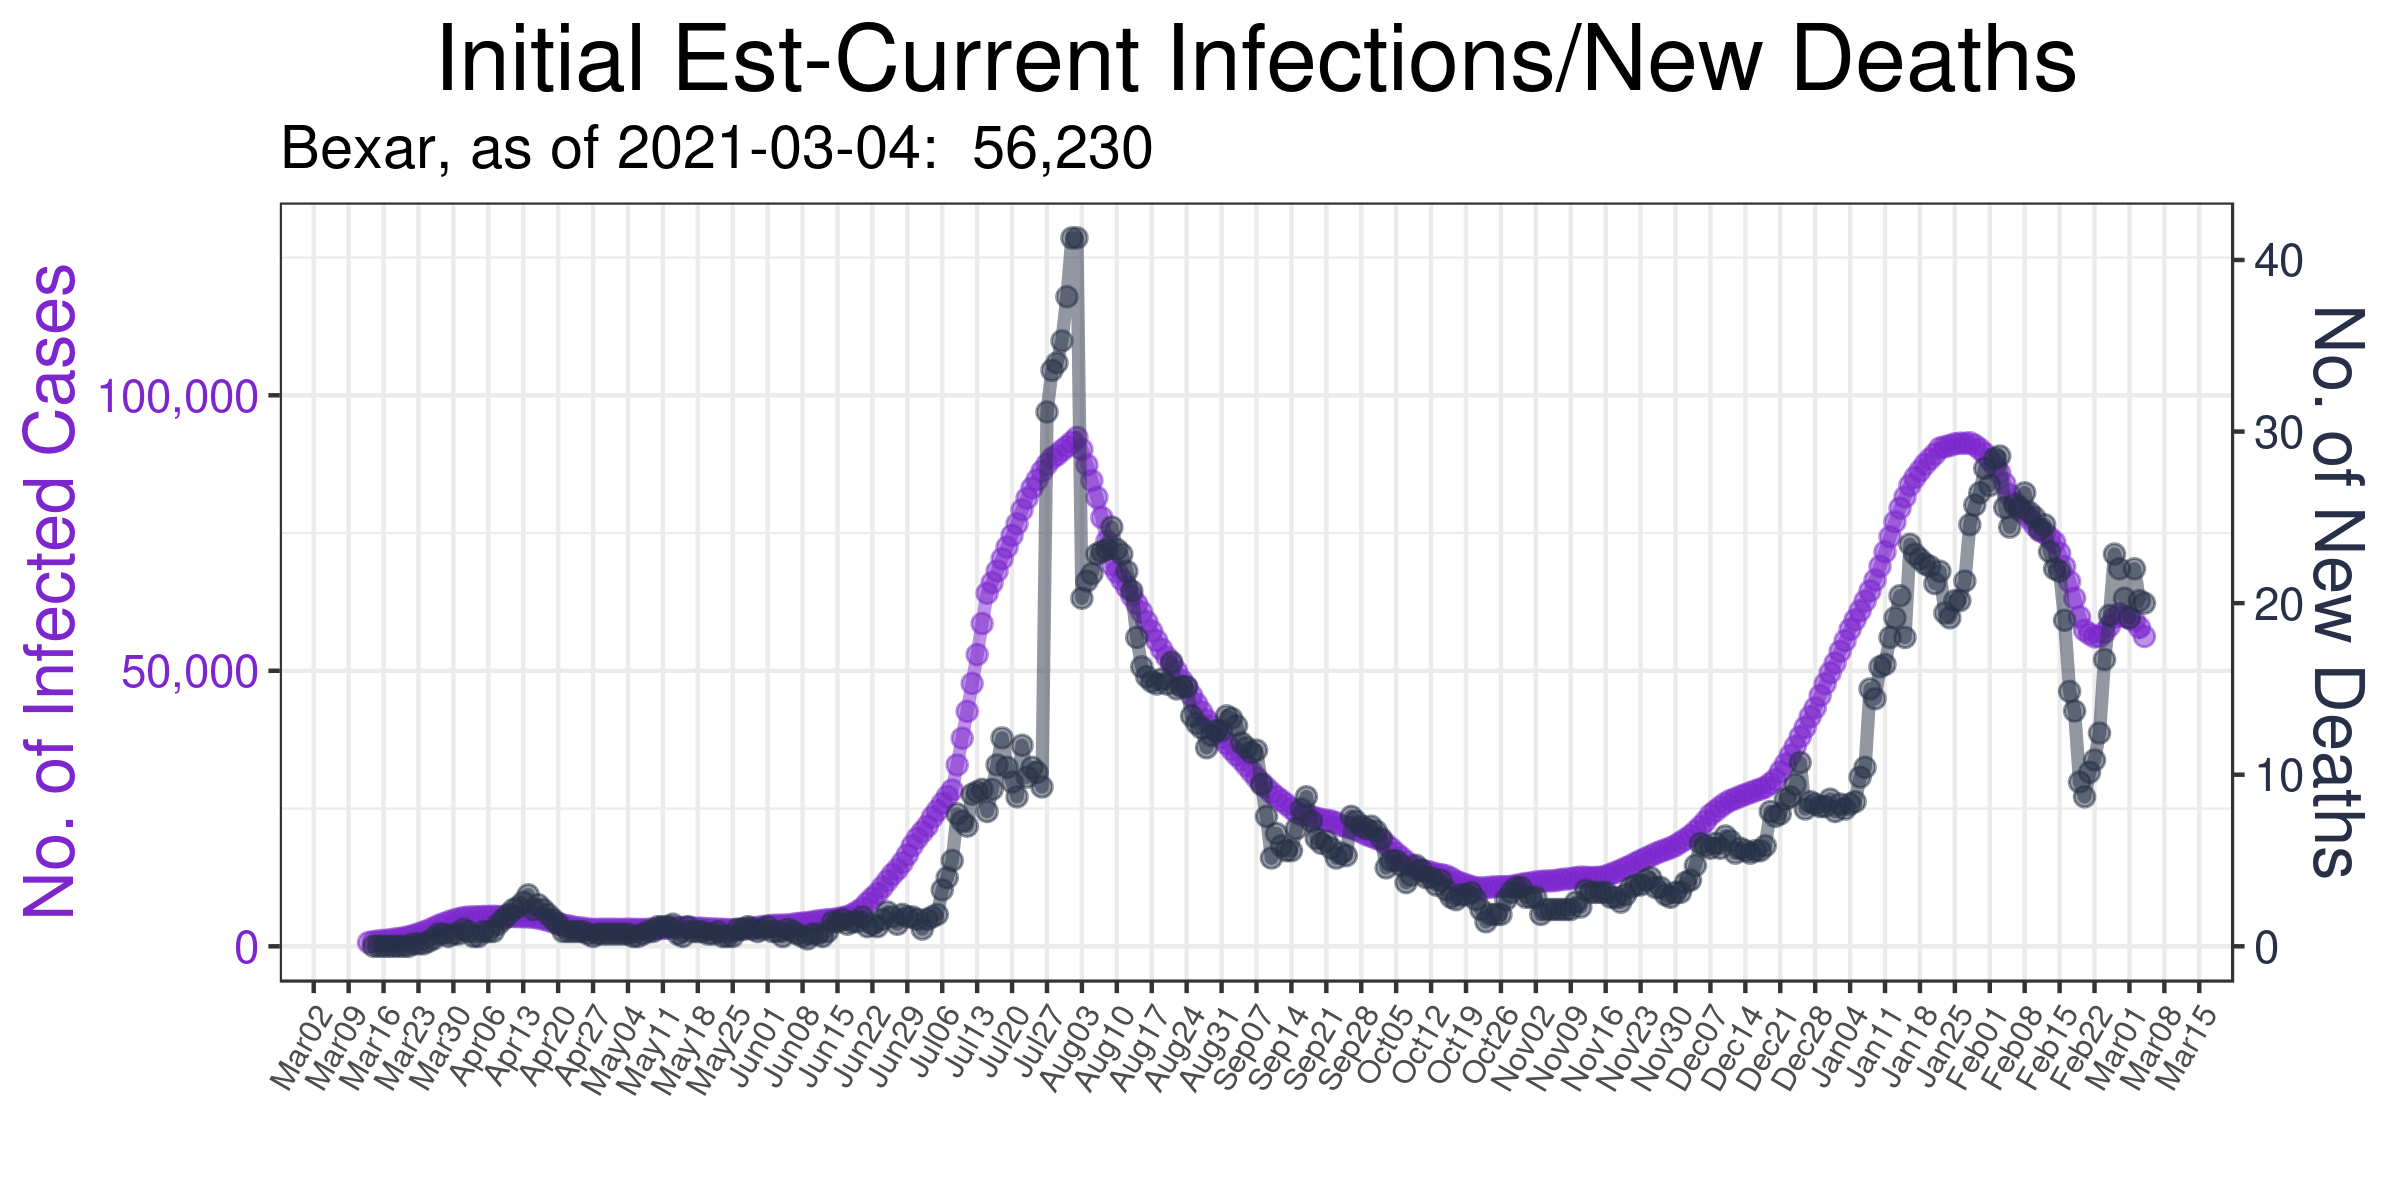 Initial Est-Current Infections/New Deaths
Bexar, as of 2021-03-04:  56,230
No. of Infected Cases
100,000
50,000
0
40
30
20
10
0
No. of New Deaths
Mar02
Mar09
Mar16
Mar23
Mar30
Apr06
Apr13
Apr20
Apr27
May04
May11
May18
May25
Jun01
Jun08
Jun15
Jun22
Jun29
Jul06
Jul13
Jul20
Jul27
Aug03
Aug10
Aug17
Aug24
Aug31
Sep07
Sep14
Sep21
Sep28
Oct05
Oct12
Oct19
Oct26
Nov02
Nov09
Nov16
Nov23
Nov30
Dec07
Dec14
Dec21
Dec28
Jan04
Jan11
Jan18
Jan25
Feb01
Feb08
Feb15
Feb22
Mar01
Mar08
Mar15